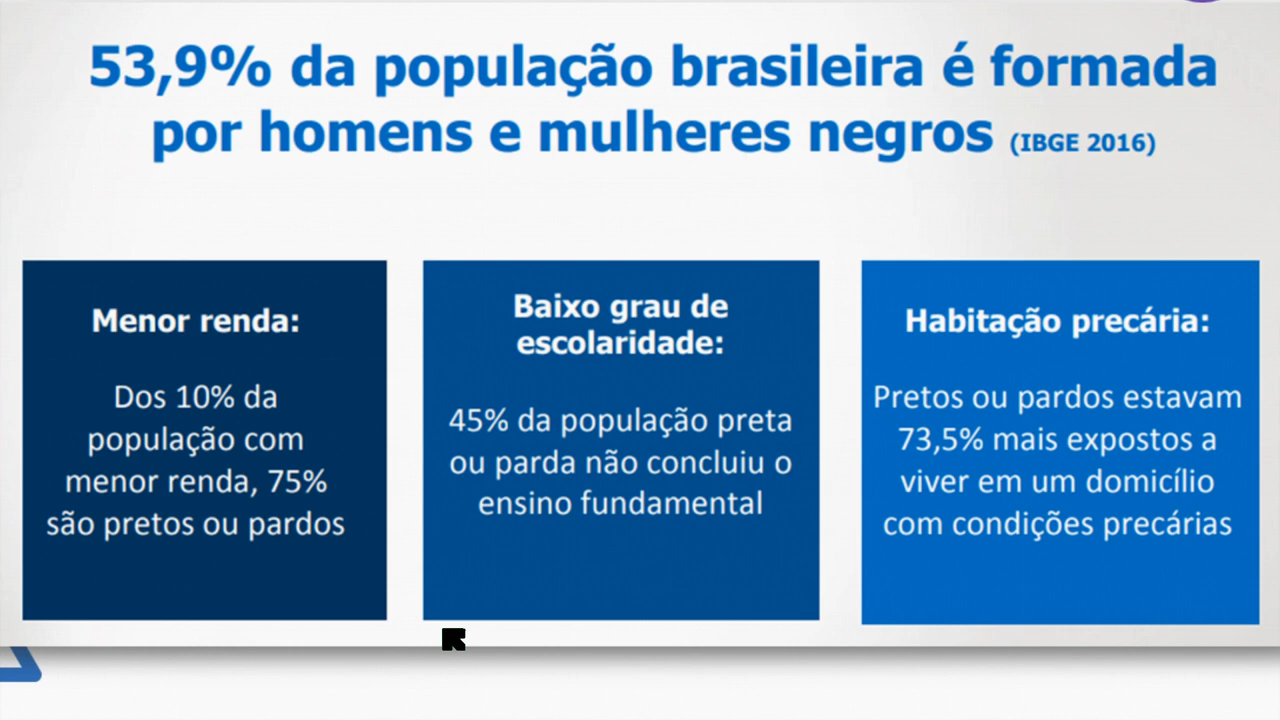 53,9% da população brasileira é formada
por homens e mulheres negros (IBGE 2016)
Menor renda:
Dos 10% da
população com
menor renda, 75%
são pretos ou pardos
Baixo grau de
escolaridade:
45% da população preta
ou parda não concluiu o
ensino fundamental
Habitação precária:
Pretos ou pardos estavam
73,5% mais expostos a
viver em um domicílio
com condições precárias